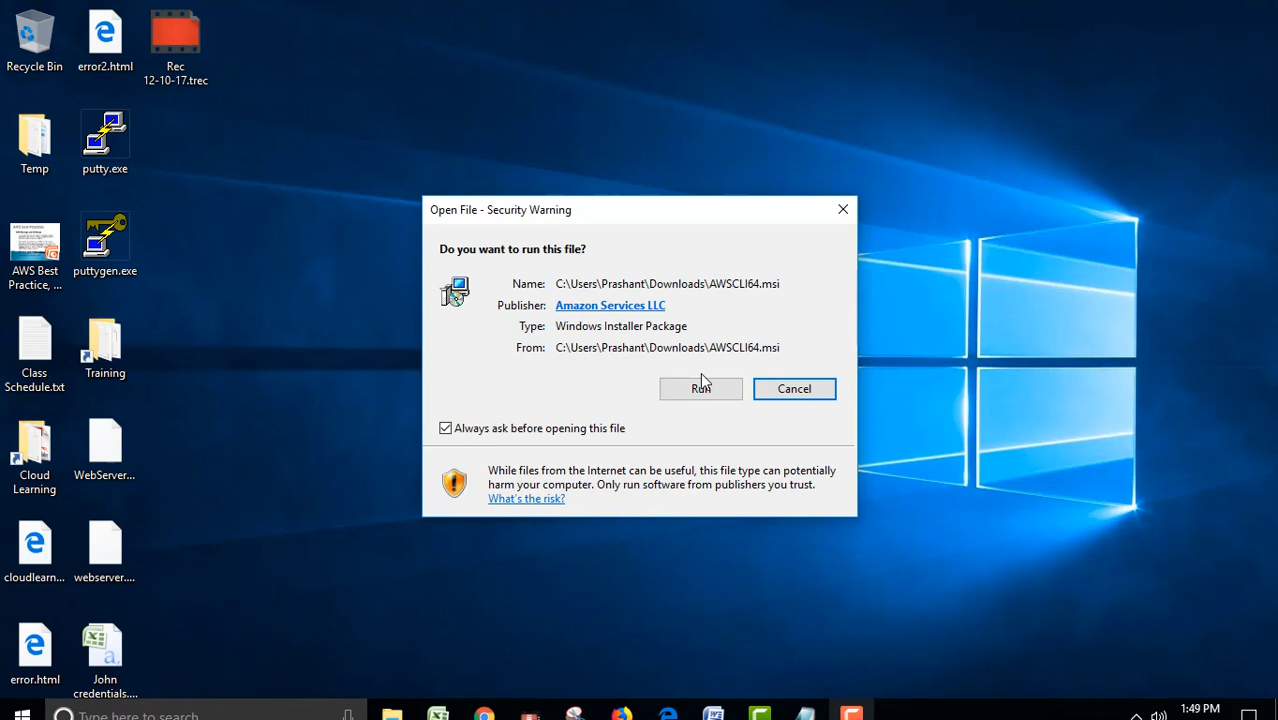 Recycle Bin
error2.html
Rec
12-10-17.trec
Temp
putty.exe
AWS Best
Practice, ...
puttygen.exe
Class
Schedule.txt
Training
Cloud
Learning
WebServer...
cloudlearn...
webserver....
error.html
John
credentials....
Open File - Security Warning
Do you want to run this file?
Name: C:\Users\Prashant\Downloads\AWSCLI64.msi
Publisher: Amazon Services LLC
Type: Windows Installer Package
From: C:\Users\Prashant\Downloads\AWSCLI64.msi
Run
Cancel
Always ask before opening this file
While files from the Internet can be useful, this file type can potentially
harm your computer. Only run software from publishers you trust.
What's the risk?
Type here to search
1:49 PM